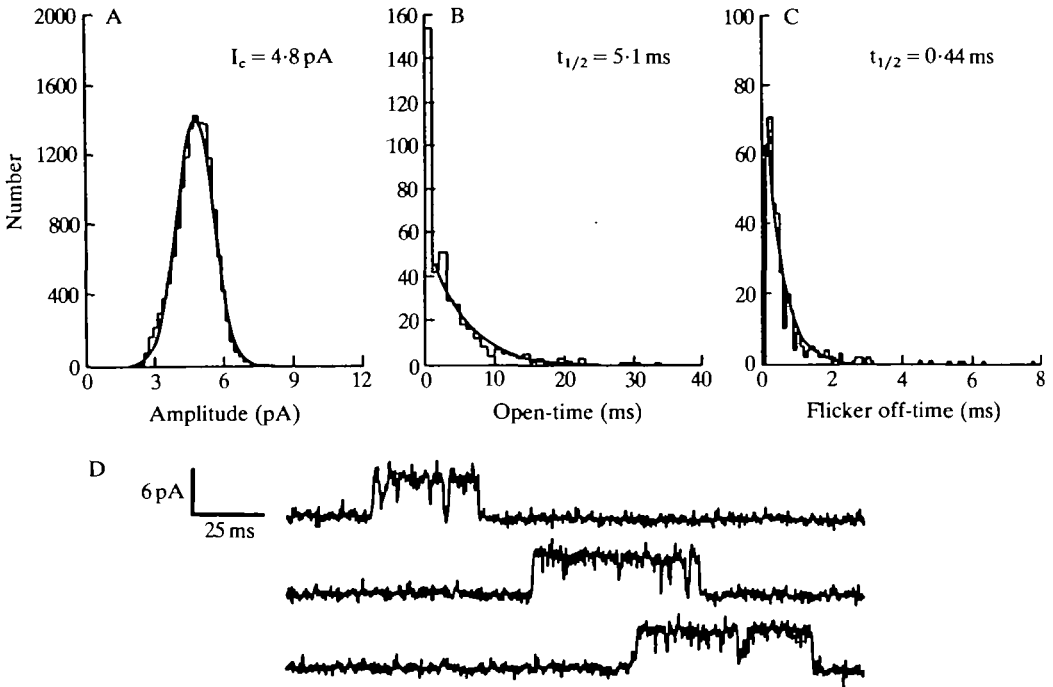 A
I_c = 4·8 pA
2000
1600
1200
800
400
0
Number
0 3 6 9 12
Amplitude (pA)
B
t_1/2 = 5·1 ms
160
140
120
100
80
60
40
20
0
0 10 20 30 40
Open-time (ms)
C
t_1/2 = 0·44 ms
100
80
60
40
20
0
0 2 4 6 8
Flicker off-time (ms)
D
6 pA
25 ms